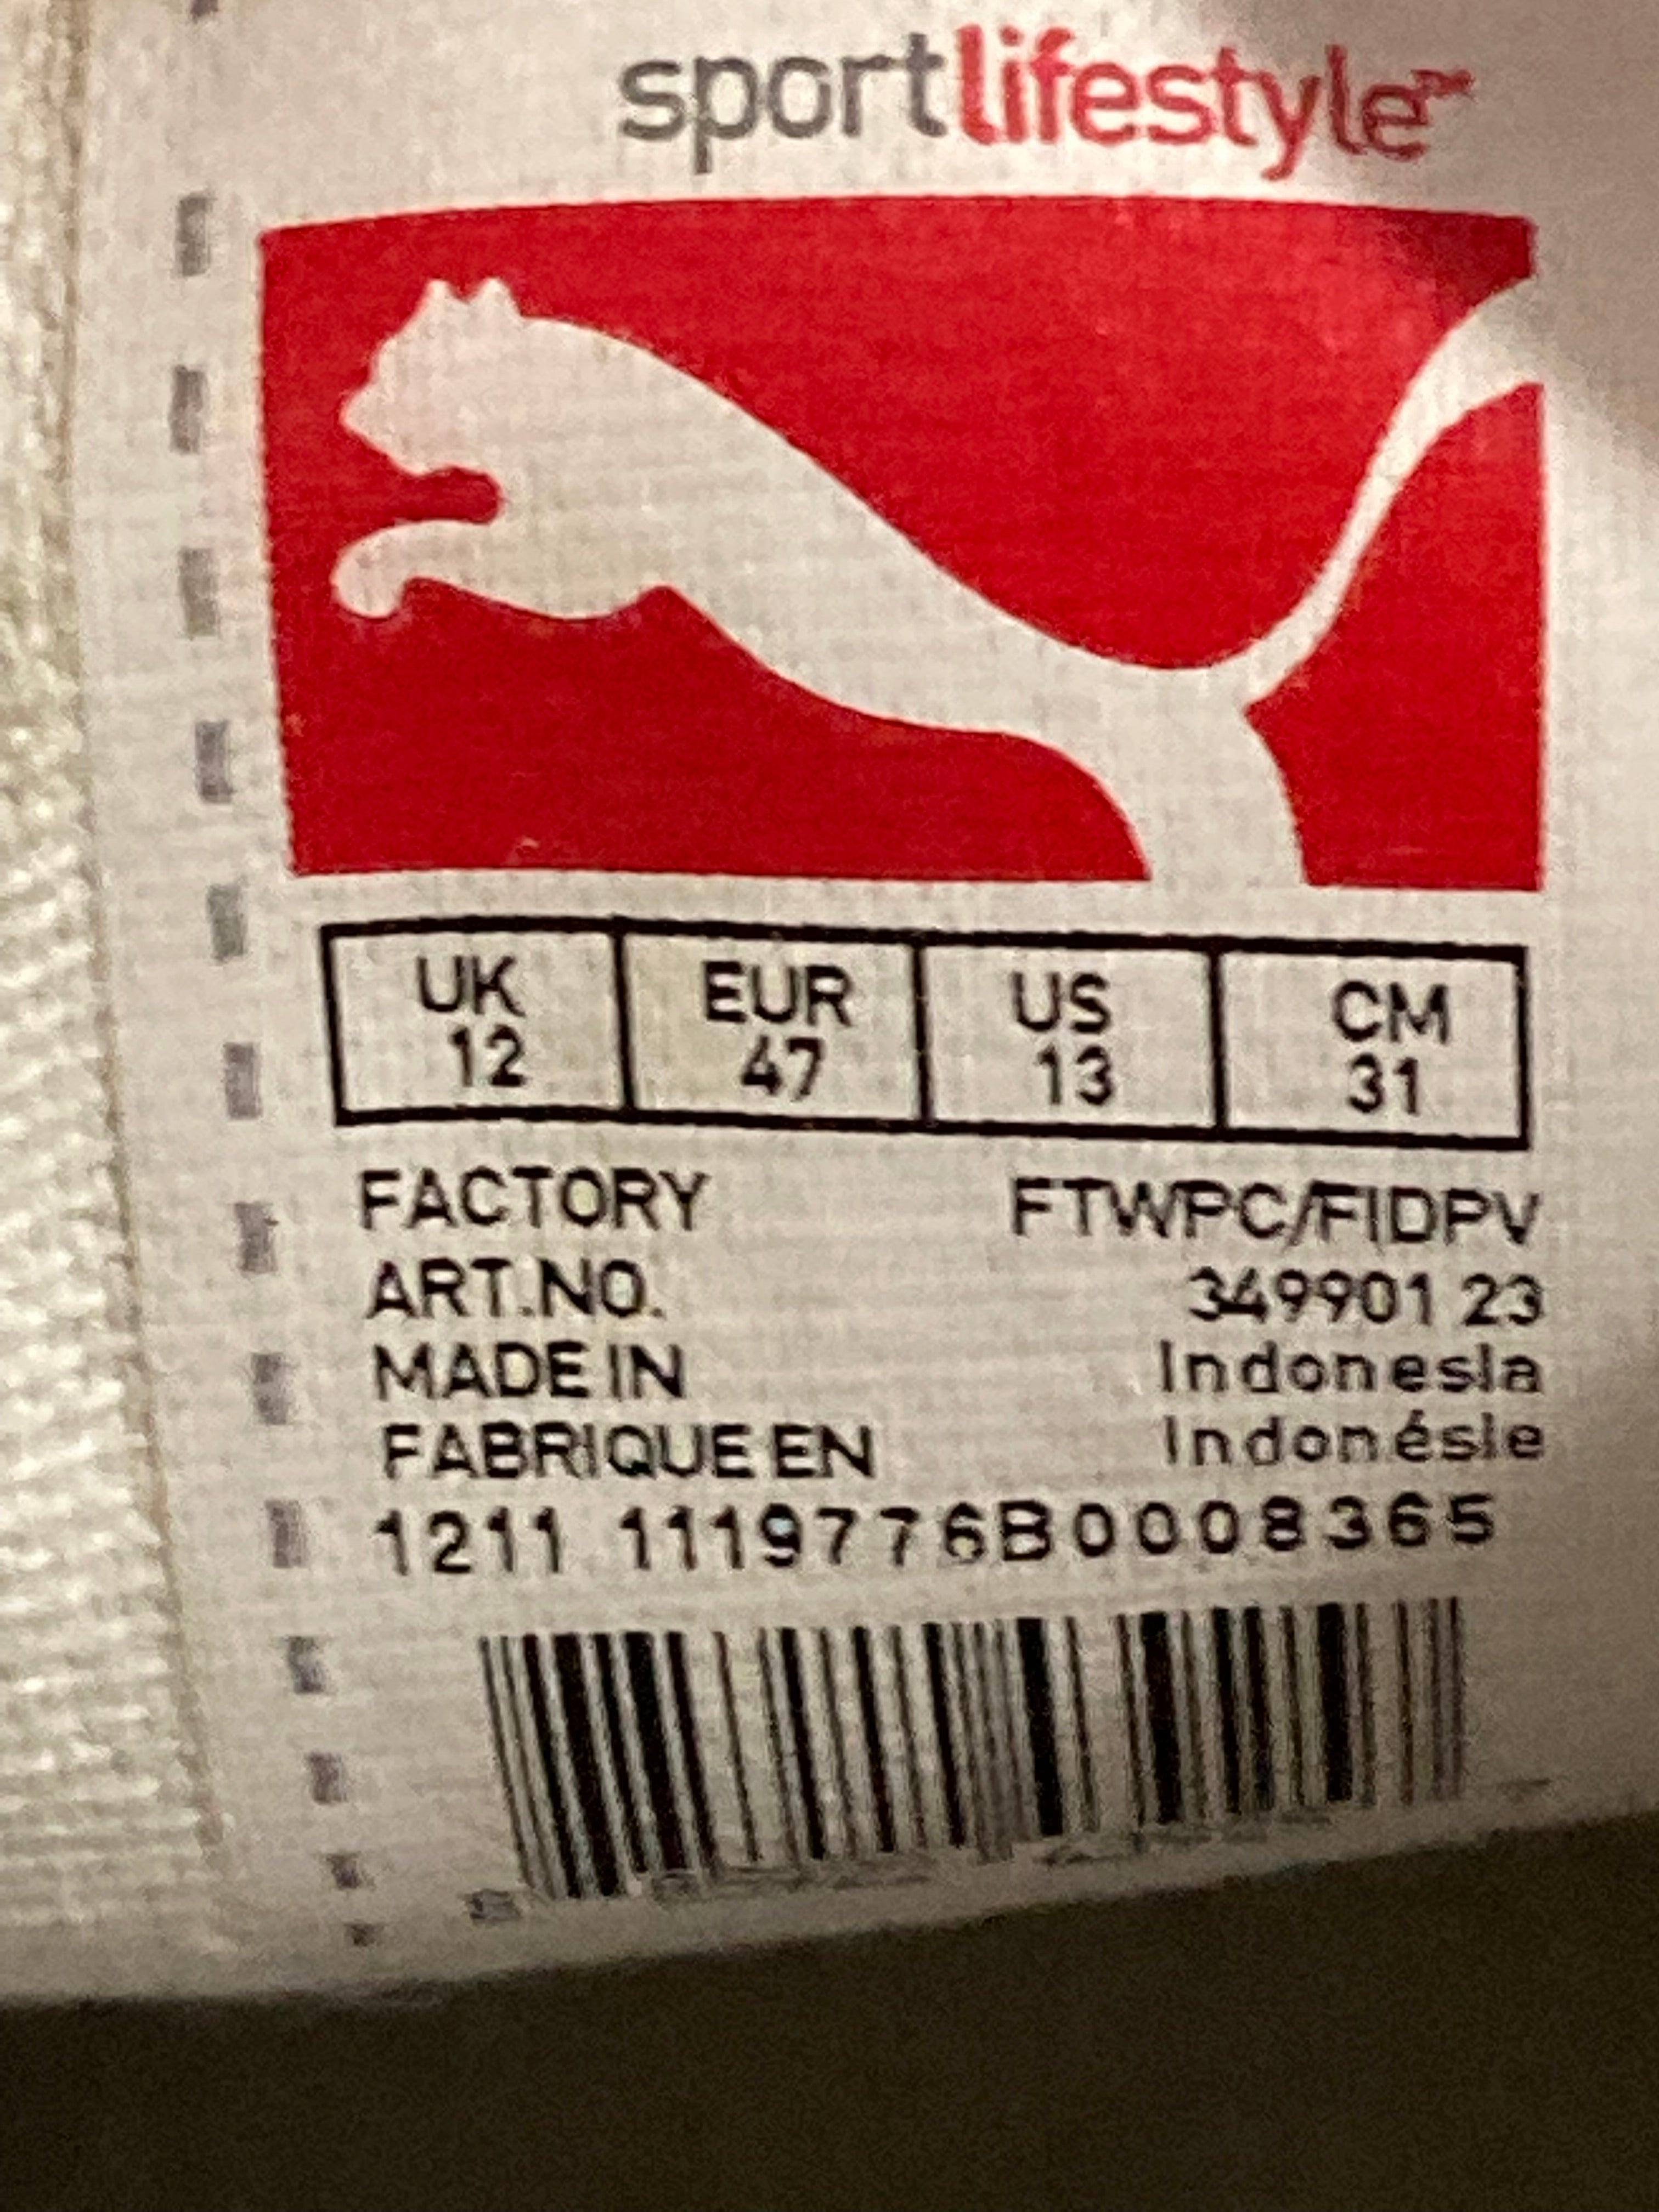 sportlifestyle™
UK EUR US CM
12 47 13 31
FACTORY FTWPC/FIDPV
ART.NO. 349901 23
MADE IN Indonesia
FABRIQUE EN Indonésie
1211 1119776B0008365